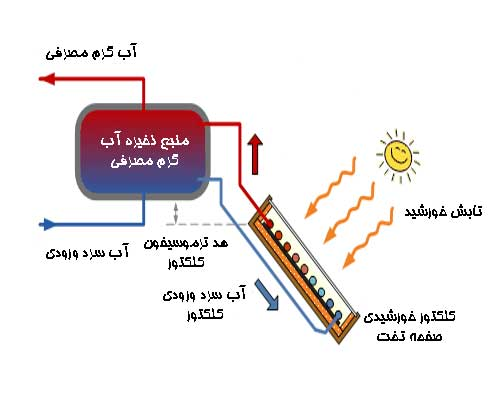 آب گرم مصرفی
منبع ذخیره آب
گرم مصرفی
تابش خورشید
آب سرد ورودی
هد ترموسیفون
کلکتور
آب سرد ورودی
کلکتور
کلکتور خورشیدی
صفحه تخت